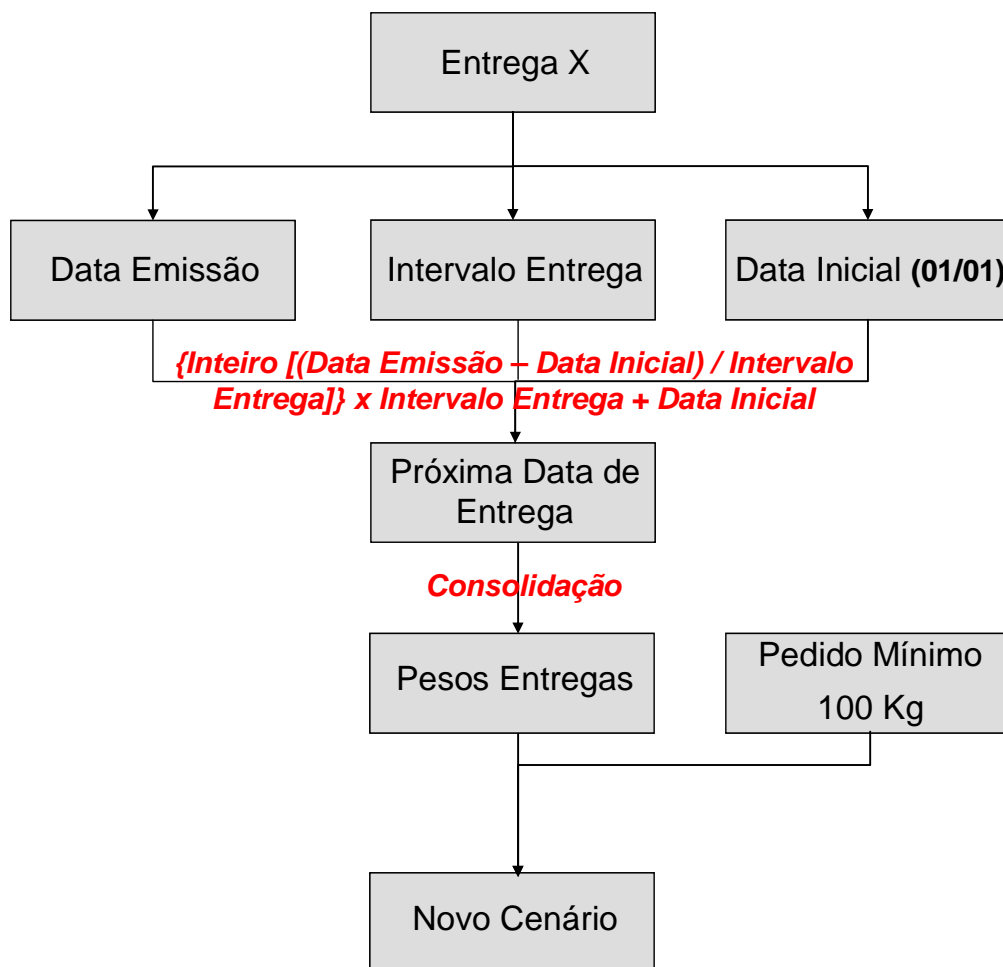 Entrega X
Data Emissão
Intervalo Entrega
Data Inicial (01/01)
{Inteiro [(Data Emissão – Data Inicial) / Intervalo
Entrega]} x Intervalo Entrega + Data Inicial
Próxima Data de
Entrega
Consolidação
Pesos Entregas
Pedido Mínimo
100 Kg
Novo Cenário